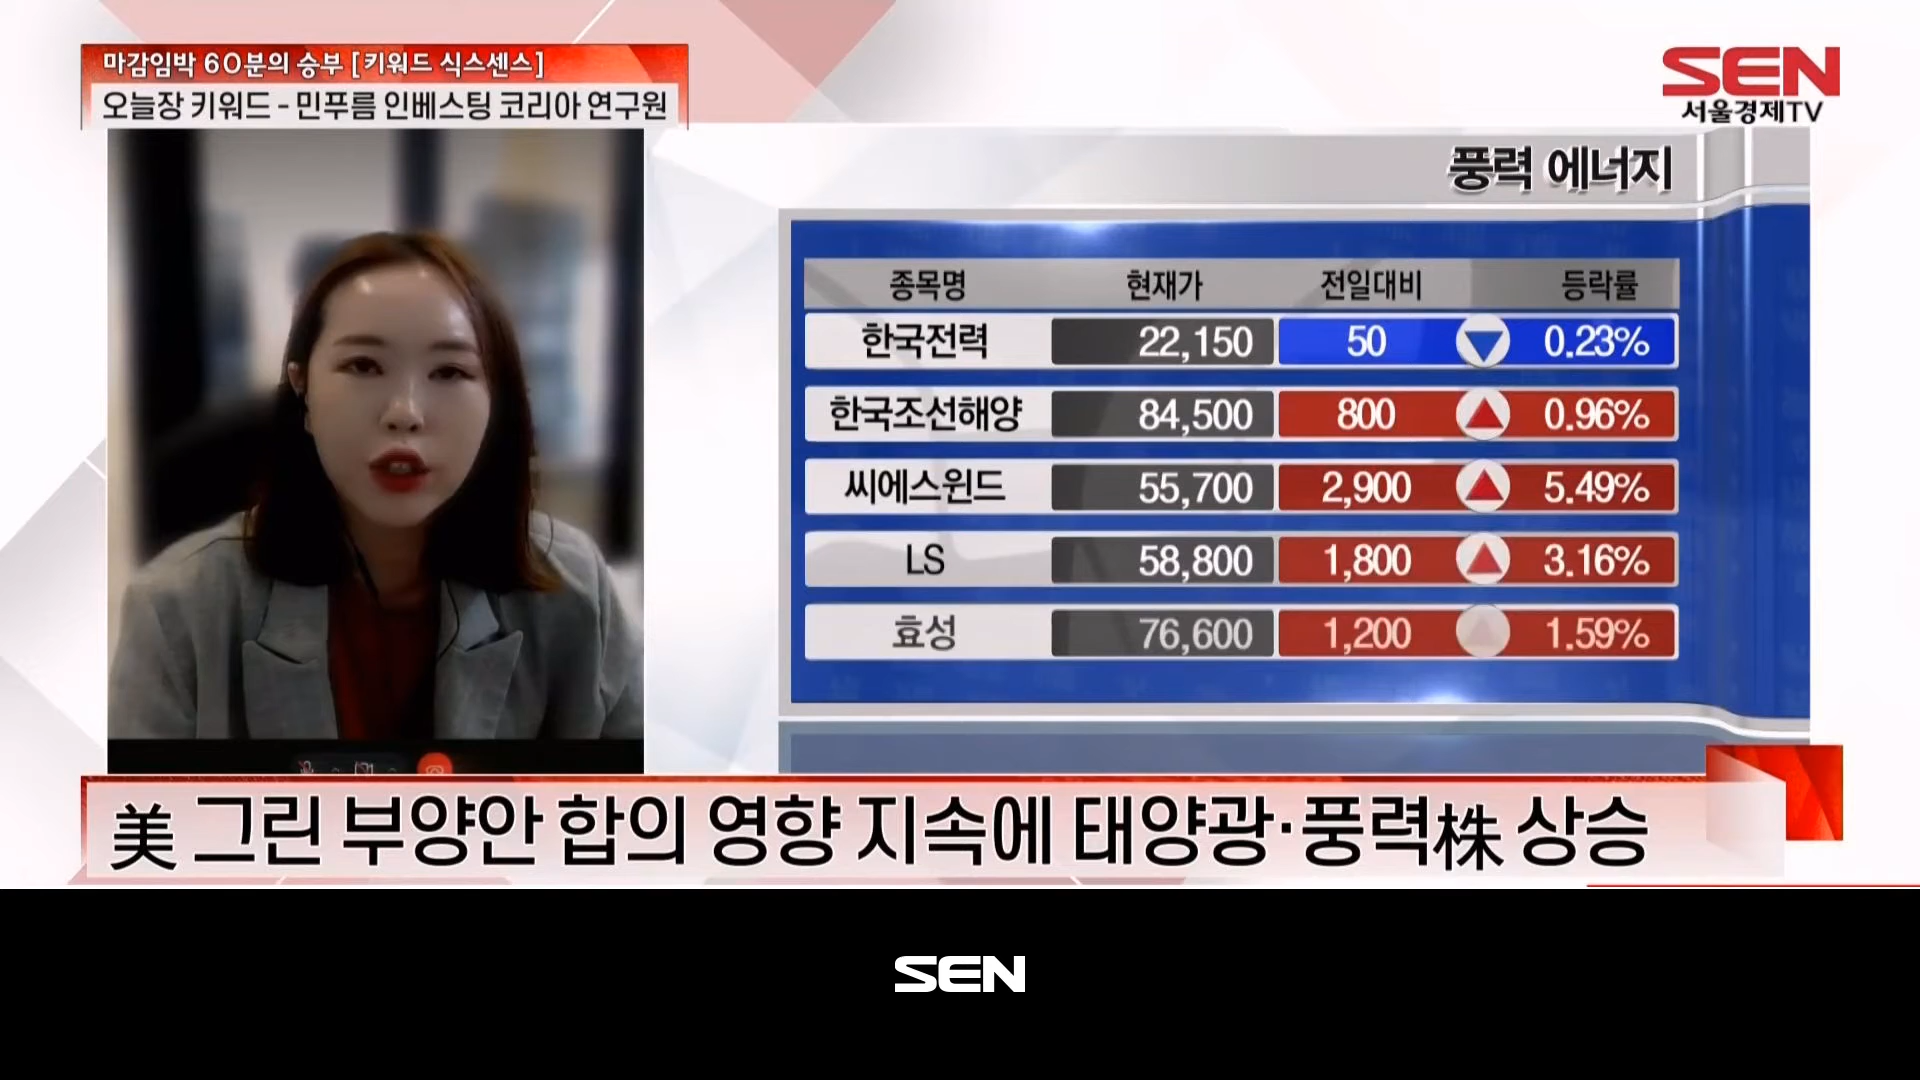 마감임박 60분의 승부 [키워드 식스센스]
오늘장 키워드 - 민푸름 인베스팅 코리아 연구원
SEN
서울경제TV
풍력 에너지
종목명 현재가 전일대비 등락률
한국전력 22,150 50 ▼ 0.23%
한국조선해양 84,500 800 ▲ 0.96%
씨에스윈드 55,700 2,900 ▲ 5.49%
LS 58,800 1,800 ▲ 3.16%
효성 76,600 1,200 ▲ 1.59%
美 그린 부양안 합의 영향 지속에 태양광·풍력株 상승
SEN